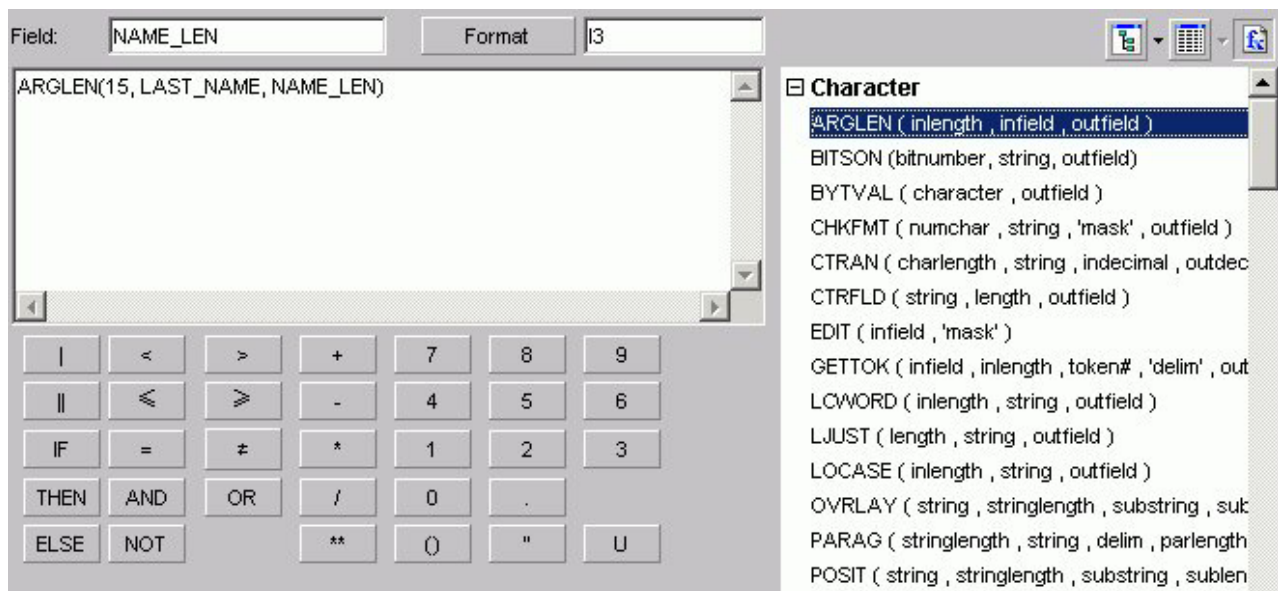 Field: NAME_LEN Format I3
ARGLEN(15, LAST_NAME, NAME_LEN)
| < > + 7 8 9
|| ≤ ≥ - 4 5 6
IF = ≠ * 1 2 3
THEN AND OR / 0 .
ELSE NOT ** () " U
Character
ARGLEN ( inlength , infield , outfield )
BITSON (bitnumber, string, outfield)
BYTVAL ( character , outfield )
CHKFMT ( numchar , string , 'mask' , outfield )
CTRAN ( charlength , string , indecimal , outdec
CTRFLD ( string , length , outfield )
EDIT ( infield , 'mask' )
GETTOK ( infield , inlength , token# , 'delim' , out
LCWORD ( inlength , string , outfield )
LJUST ( length , string , outfield )
LOCASE ( inlength , string , outfield )
OVRLAY ( string , stringlength , substring , sub
PARAG ( stringlength , string , delim , parlength
POSIT ( string , stringlength , substring , sublen